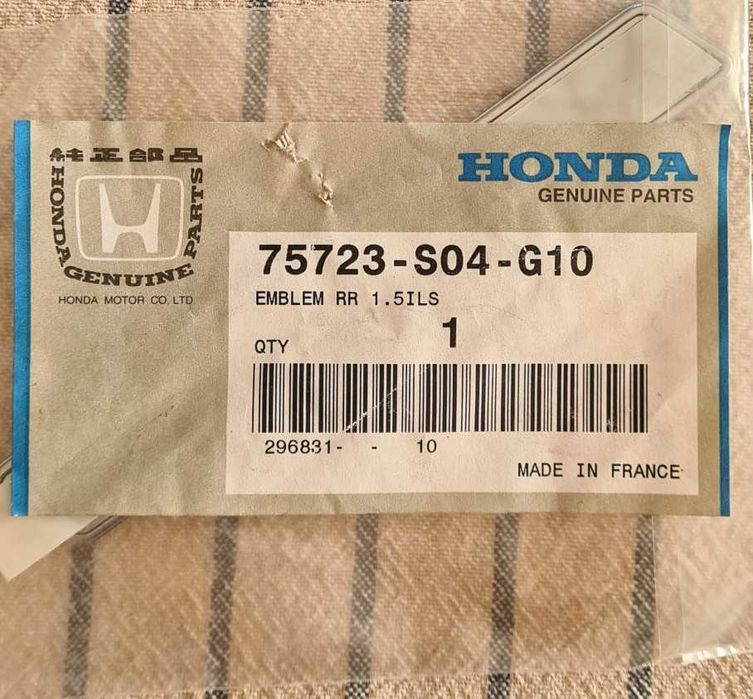 純正部品
HONDA GENUINE PARTS
HONDA MOTOR CO. LTD.
HONDA
GENUINE PARTS
75723-S04-G10
EMBLEM RR 1.5ILS
QTY 1
296831- - 10
MADE IN FRANCE